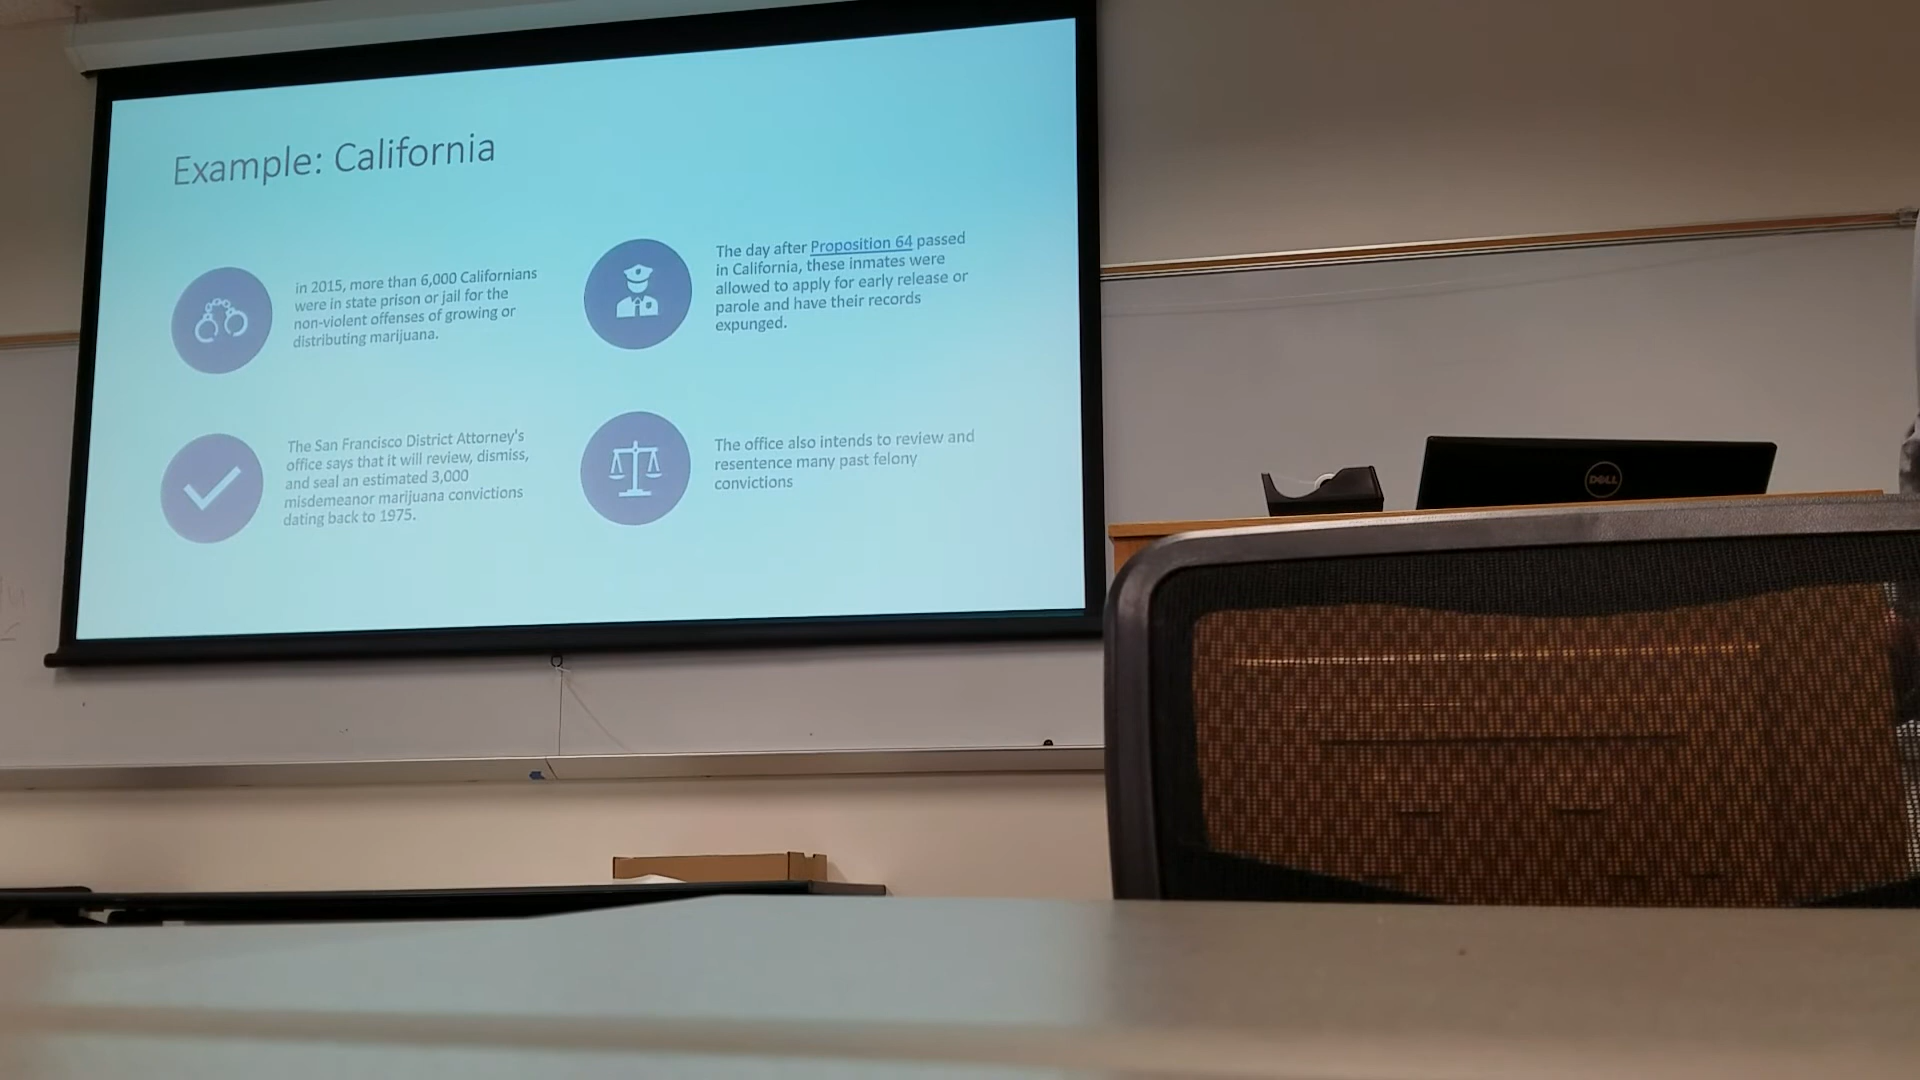 Example: California
in 2015, more than 6,000 Californians
were in state prison or jail for the
non-violent offenses of growing or
distributing marijuana.
The day after Proposition 64 passed
in California, these inmates were
allowed to apply for early release or
parole and have their records
expunged.
The San Francisco District Attorney's
office says that it will review, dismiss,
and seal an estimated 3,000
misdemeanor marijuana convictions
dating back to 1975.
The office also intends to review and
resentence many past felony
convictions
DELL